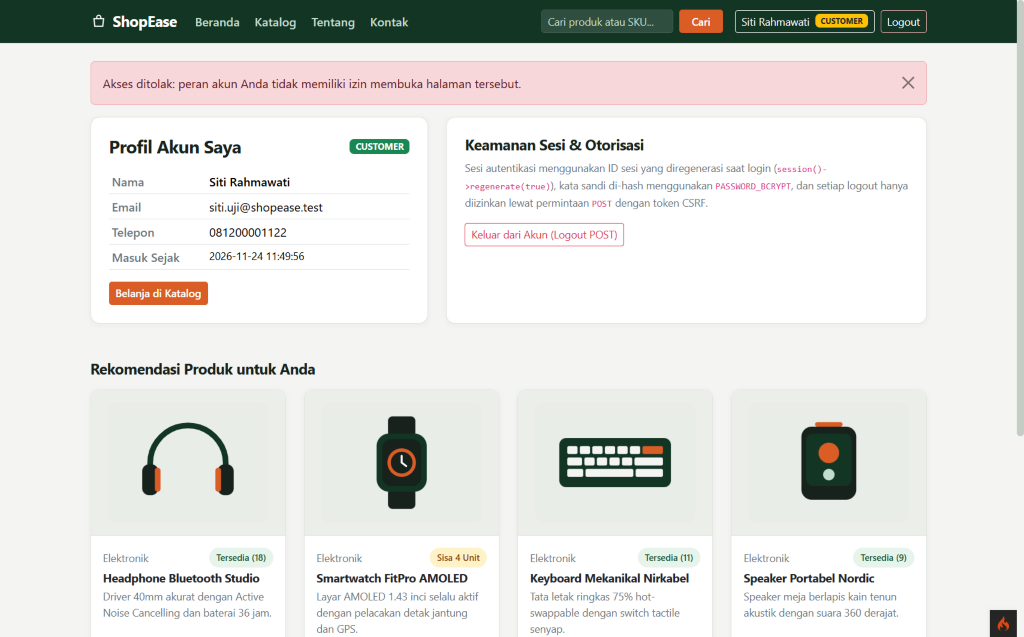 ShopEase Beranda Katalog Tentang Kontak Cari produk atau SKU... Cari Siti Rahmawati CUSTOMER Logout
Akses ditolak: peran akun Anda tidak memiliki izin membuka halaman tersebut.
Profil Akun Saya CUSTOMER
Nama Siti Rahmawati
Email siti.uji@shopease.test
Telepon 081200001122
Masuk Sejak 2026-11-24 11:49:56
Belanja di Katalog
Keamanan Sesi & Otorisasi
Sesi autentikasi menggunakan ID sesi yang diregenerasi saat login (session()-
>regenerate(true)), kata sandi di-hash menggunakan PASSWORD_BCRYPT, dan setiap logout hanya
diizinkan lewat permintaan POST dengan token CSRF.
Keluar dari Akun (Logout POST)
Rekomendasi Produk untuk Anda
Elektronik Tersedia (18)
Headphone Bluetooth Studio
Driver 40mm akurat dengan Active
Noise Cancelling dan baterai 36 jam.
Elektronik Sisa 4 Unit
Smartwatch FitPro AMOLED
Layar AMOLED 1.43 inci selalu aktif
dengan pelacakan detak jantung
dan GPS.
Elektronik Tersedia (11)
Keyboard Mekanikal Nirkabel
Tata letak ringkas 75% hot-
swappable dengan switch tactile
senyap.
Elektronik Tersedia (9)
Speaker Portabel Nordic
Speaker meja berlapis kain tenun
akustik dengan suara 360 derajat.